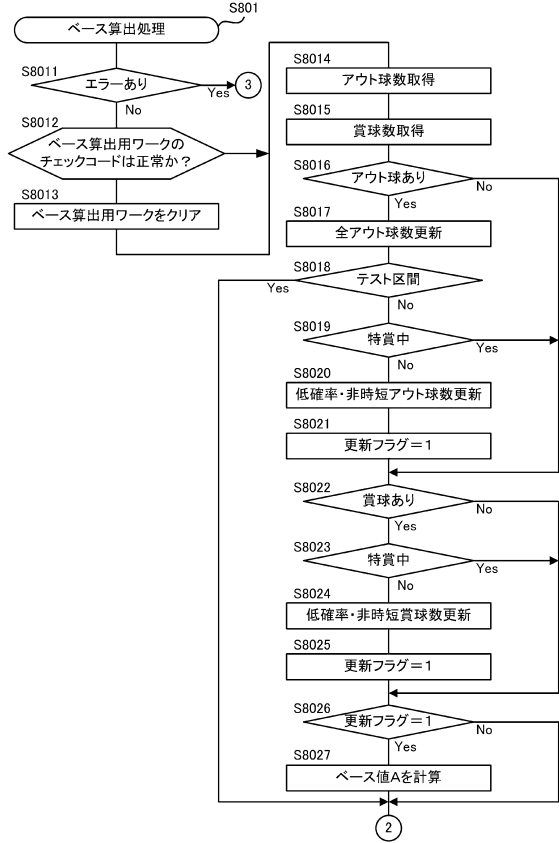 S801
ベース算出処理
S8011
エラーあり
Yes
3
No
S8012
ベース算出用ワークの
チェックコードは正常か？
S8013
ベース算出用ワークをクリア
S8014
アウト球数取得
S8015
賞球数取得
S8016
アウト球あり
No
Yes
S8017
全アウト球数更新
S8018
テスト区間
Yes
No
S8019
特賞中
Yes
No
S8020
低確率・非時短アウト球数更新
S8021
更新フラグ＝1
S8022
賞球あり
No
Yes
S8023
特賞中
Yes
No
S8024
低確率・非時短賞球数更新
S8025
更新フラグ＝1
S8026
更新フラグ＝1
No
Yes
S8027
ベース値Aを計算
2